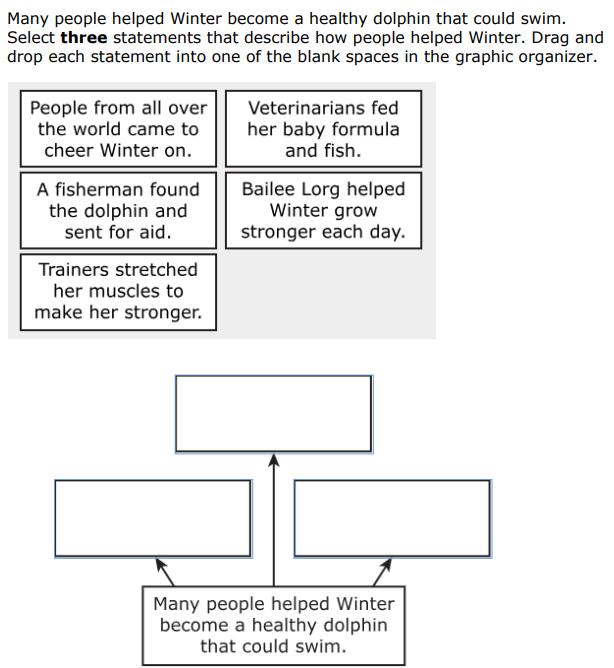 Many people helped Winter become a healthy dolphin that could swim.
Select three statements that describe how people helped Winter. Drag and
drop each statement into one of the blank spaces in the graphic organizer.
People from all over
the world came to
cheer Winter on.
Veterinarians fed
her baby formula
and fish.
A fisherman found
the dolphin and
sent for aid.
Bailee Lorg helped
Winter grow
stronger each day.
Trainers stretched
her muscles to
make her stronger.
Many people helped Winter
become a healthy dolphin
that could swim.